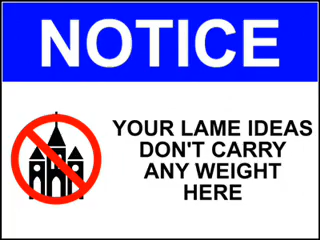 NOTICE
YOUR LAME IDEAS
DON'T CARRY
ANY WEIGHT
HERE